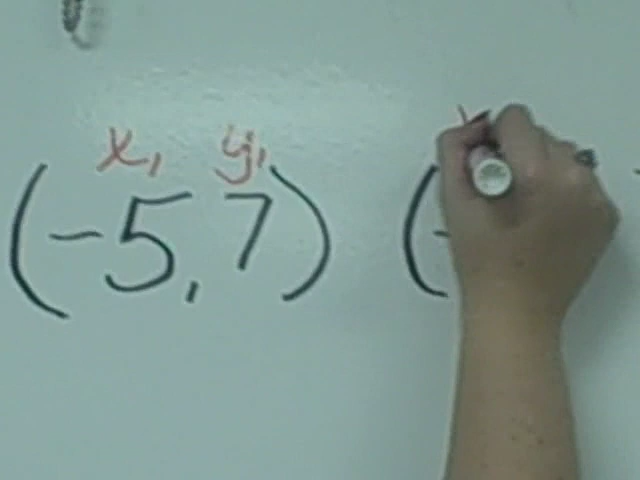 x₁ y₁ x
(-5,7) (-